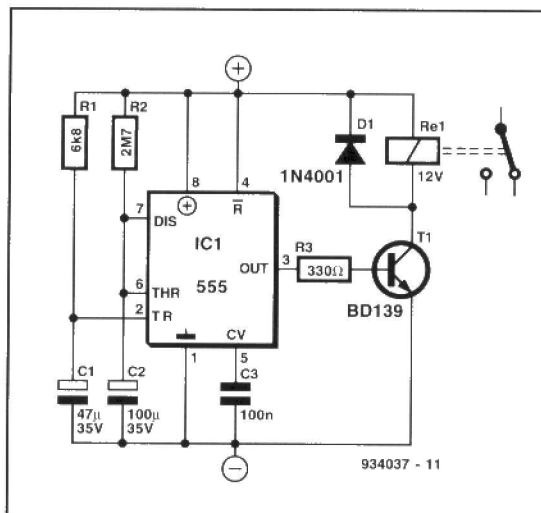 +
R1
R2
6k8
2M7
D1
1N4001
Re1
12V
8
4
+
R
7
DIS
IC1
555
OUT
3
R3
330Ω
T1
BD139
6
THR
2
TR
CV
1
5
C1
47µ
35V
C2
100µ
35V
C3
100n
−
934037 - 11